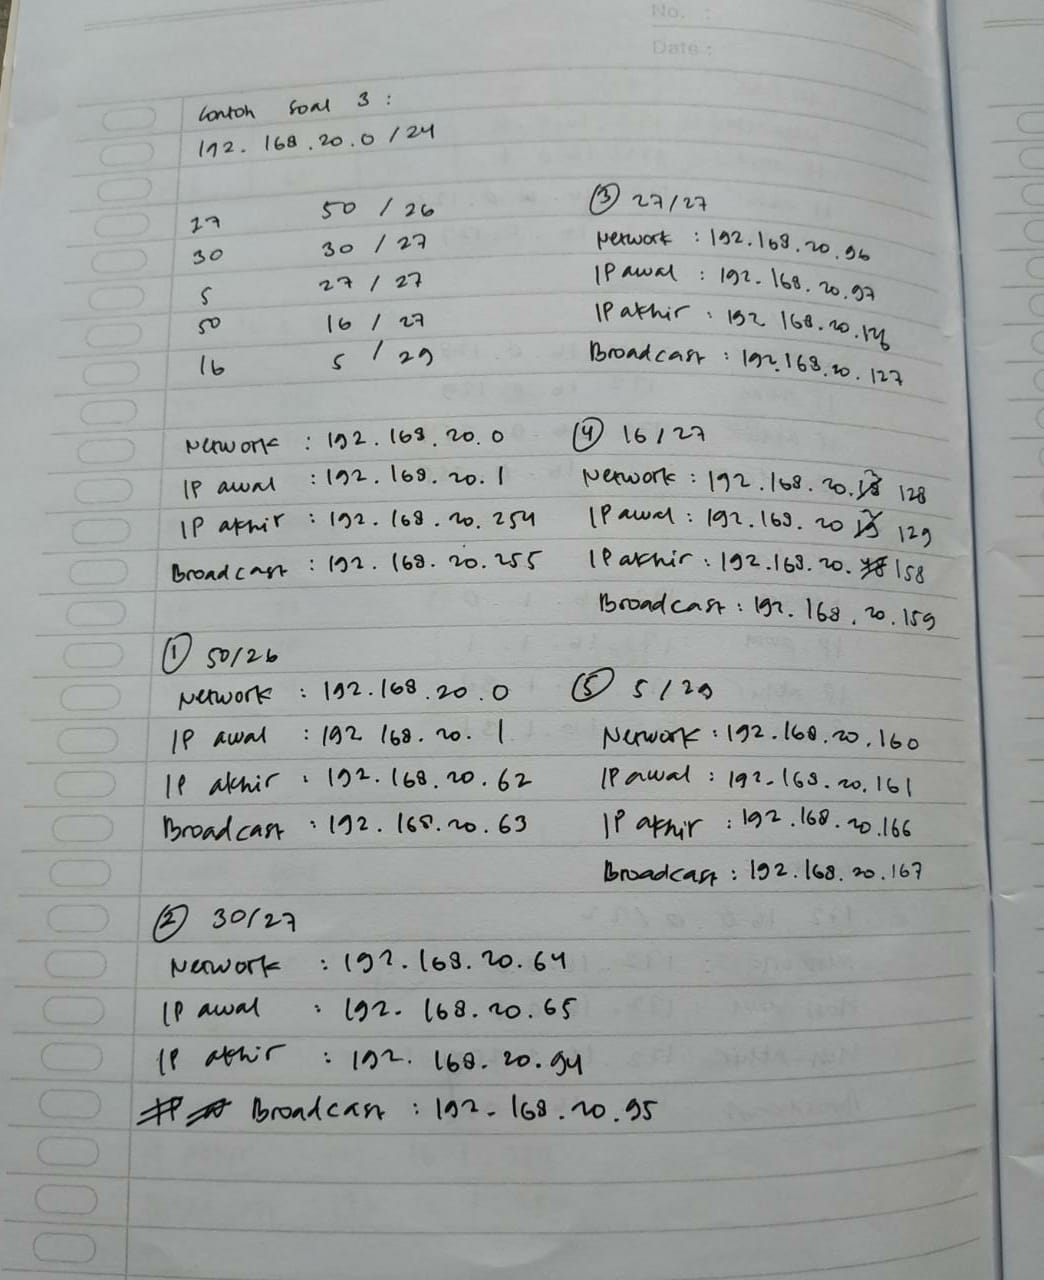 No. :
Date :
Contoh Soal 3 :
192. 168 . 20 . 0 / 24
27
30
5
50
16
50 / 26
30 / 27
27 / 27
16 / 27
5 / 29
Network : 192 . 168 . 20 . 0
IP awal : 192 . 168 . 20 . 1
IP akhir : 192 . 168 . 20 . 254
Broadcast : 192 . 168 . 20 . 255
① 50/26
Network : 192 . 168 . 20 . 0
IP awal : 192 168 . 20 . 1
IP akhir : 192 . 168 . 20 . 62
Broadcast : 192 . 168 . 20 . 63
② 30/27
Network : 192 . 168 . 20 . 64
IP awal : 192 . 168 . 20 . 65
IP akhir : 192 . 168 . 20 . 94
Broadcast : 192 . 168 . 20 . 95
③ 27/27
Network : 192 . 168 . 20 . 96
IP awal : 192 . 168 . 20 . 97
IP akhir : 192 168 . 20 . 126
Broadcast : 192 . 168 . 20 . 127
④ 16/27
Network : 192 . 168 . 20 . 128
IP awal : 192 . 168 . 20 129
IP akhir : 192 . 168 . 20 . 158
Broadcast : 192 . 168 . 20 . 159
⑤ 5/29
Network : 192 . 168 . 20 . 160
IP awal : 192 . 168 . 20 . 161
IP akhir : 192 . 168 . 20 . 166
Broadcast : 192 . 168 . 20 . 167